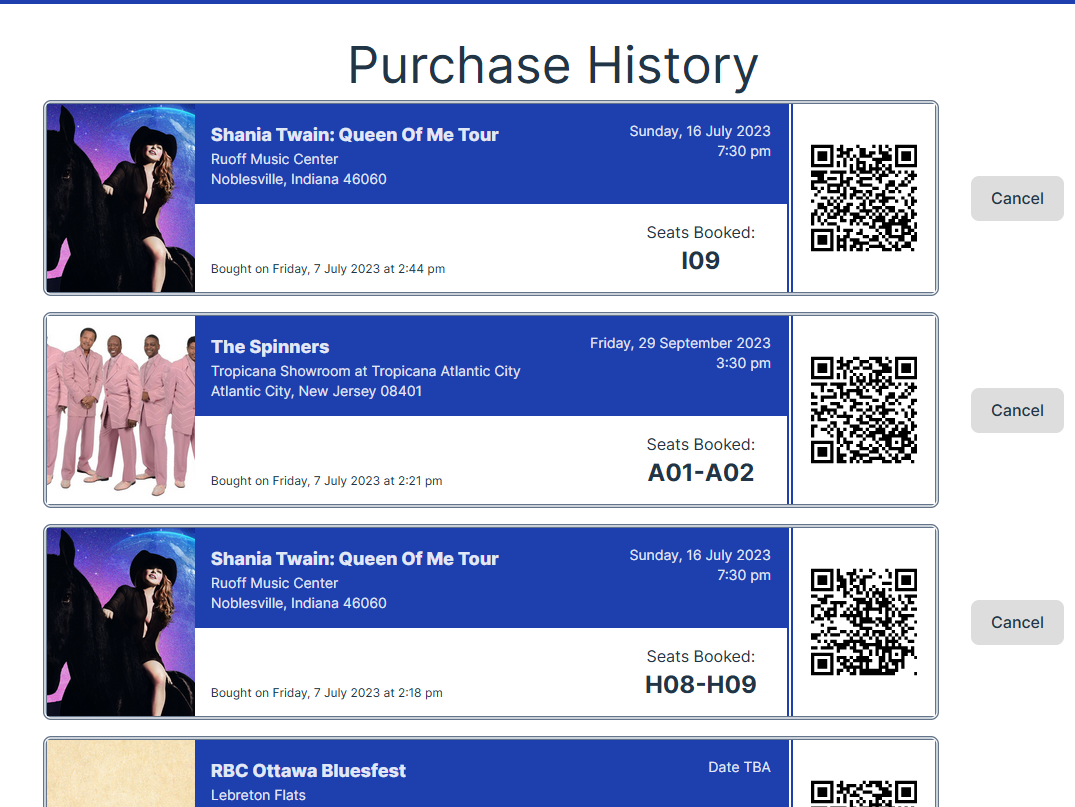 Purchase History
Shania Twain: Queen Of Me Tour
Ruoff Music Center
Noblesville, Indiana 46060
Sunday, 16 July 2023
7:30 pm
Seats Booked:
I09
Bought on Friday, 7 July 2023 at 2:44 pm
Cancel
The Spinners
Tropicana Showroom at Tropicana Atlantic City
Atlantic City, New Jersey 08401
Friday, 29 September 2023
3:30 pm
Seats Booked:
A01-A02
Bought on Friday, 7 July 2023 at 2:21 pm
Cancel
Shania Twain: Queen Of Me Tour
Ruoff Music Center
Noblesville, Indiana 46060
Sunday, 16 July 2023
7:30 pm
Seats Booked:
H08-H09
Bought on Friday, 7 July 2023 at 2:18 pm
Cancel
RBC Ottawa Bluesfest
Lebreton Flats
Date TBA